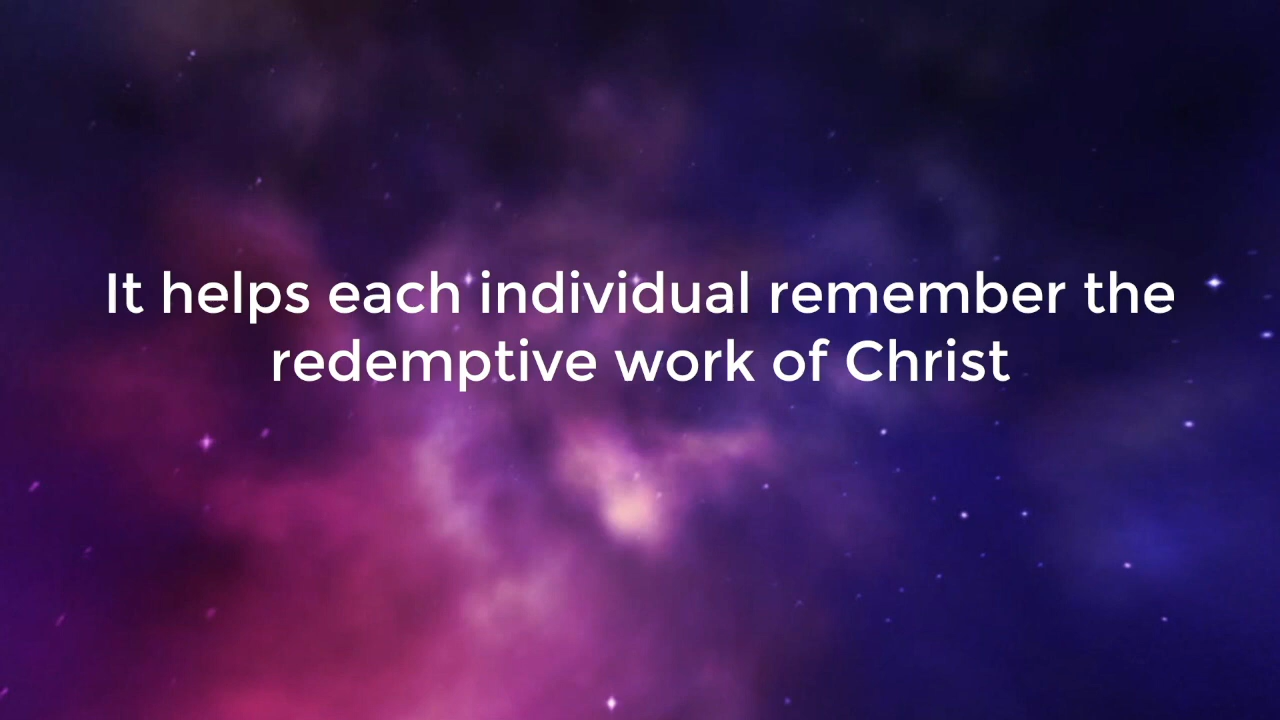 It helps each individual remember the
redemptive work of Christ